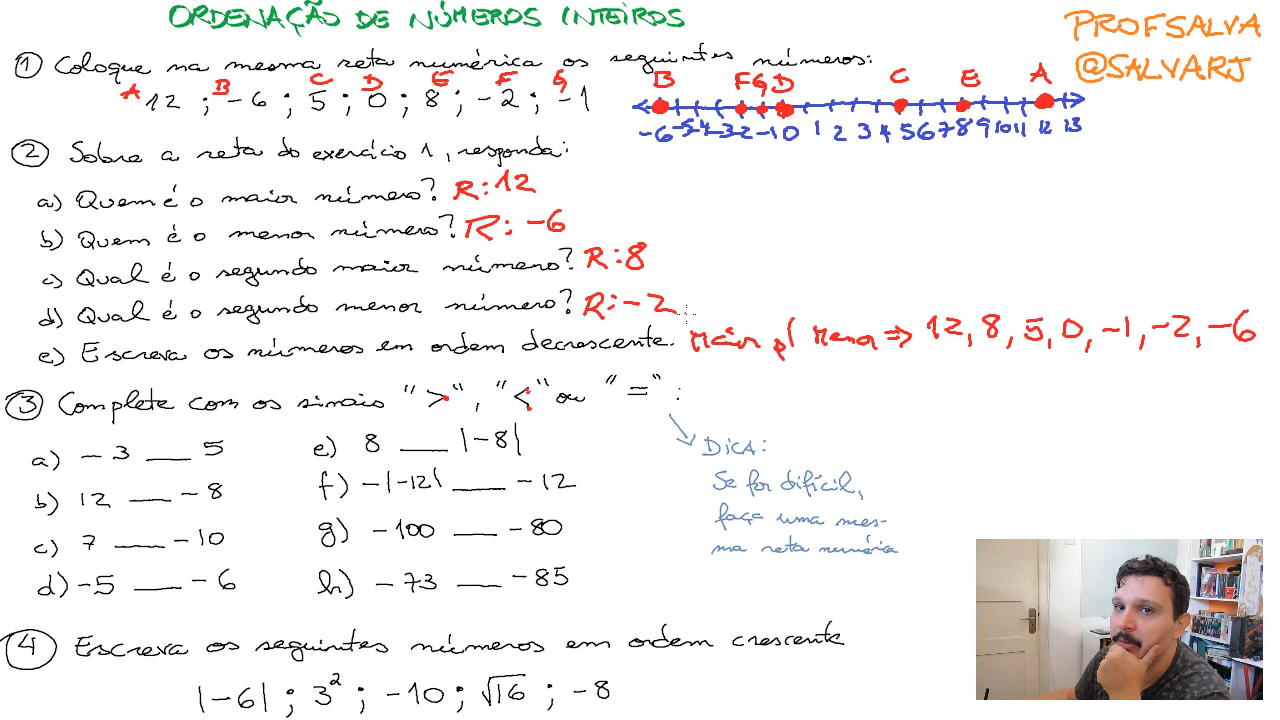 ORDENAÇÃO DE NÚMEROS INTEIROS
PROFSALVA
@SALVARJ
① Coloque na mesma reta numérica os seguintes números:
A B C D E F G
12 ; -6 ; 5 ; 0 ; 8 ; -2 ; -1
B F G D C E A
-6 -5 -4 -3 -2 -1 0 1 2 3 4 5 6 7 8 9 10 11 12 13
② Sobre a reta do exercício 1, responda:
a) Quem é o maior número? R: 12
b) Quem é o menor número? R: -6
c) Qual é o segundo maior número? R: 8
d) Qual é o segundo menor número? R: -2
e) Escreva os números em ordem decrescente. Maior p/ Menor ⇒ 12, 8, 5, 0, -1, -2, -6
③ Complete com os sinais ">", "<" ou "=":
a) -3 ___ 5
b) 12 ___ -8
c) 7 ___ -10
d) -5 ___ -6
e) 8 ___ |-8|
f) -|-12| ___ -12
g) -100 ___ -80
h) -73 ___ -85
DICA:
Se for difícil,
faça uma mes-
ma reta numérica
④ Escreva os seguintes números em ordem crescente
|-6| ; 3² ; -10 ; √16 ; -8